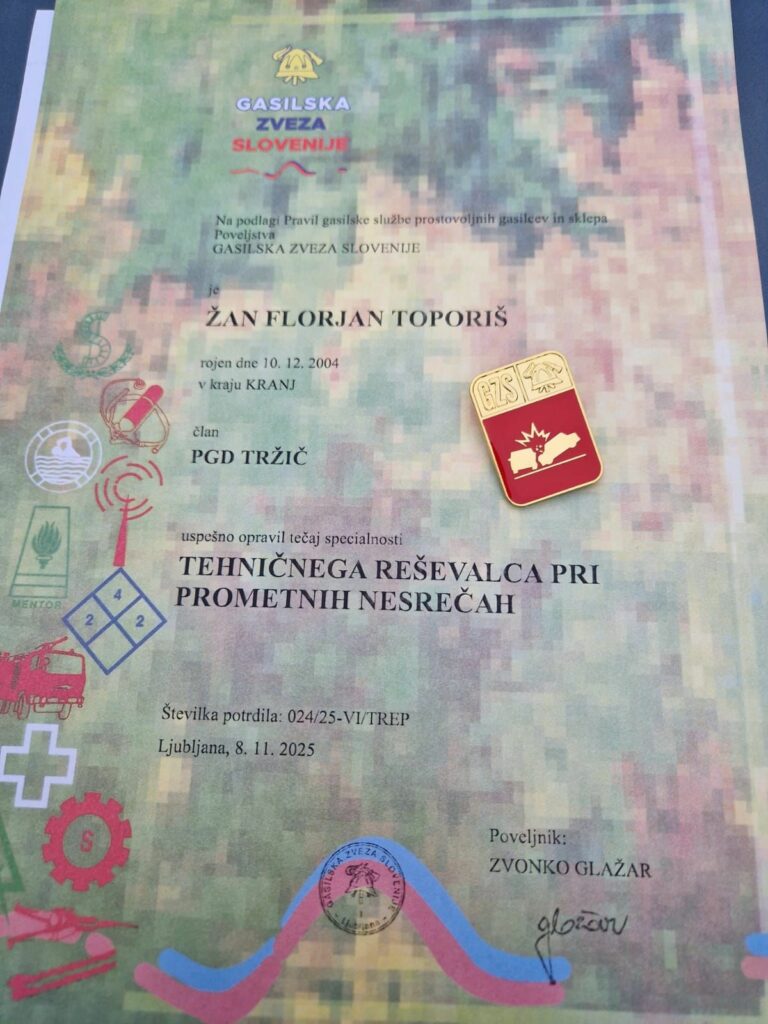 GASILSKA
ZVEZA
SLOVENIJE
Na podlagi Pravil gasilske službe prostovoljnih gasilcev in sklepa
Poveljstva
GASILSKA ZVEZA SLOVENIJE
je
ŽAN FLORJAN TOPORIŠ
rojen dne 10. 12. 2004
v kraju KRANJ
GZS
član
PGD TRŽIČ
uspešno opravil tečaj specialnosti
TEHNIČNEGA REŠEVALCA PRI
PROMETNIH NESREČAH
MENTOR
4
2 2
Številka potrdila: 024/25-VI/TREP
Ljubljana, 8. 11. 2025
S
Poveljnik:
ZVONKO GLAŽAR
GASILSKA ZVEZA SLOVENIJE
Ljubljana
glažar